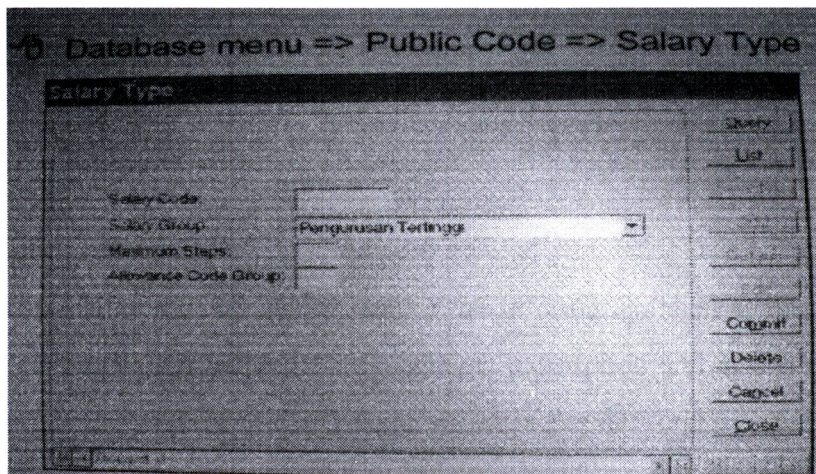 Database menu => Public Code => Salary Type
Salary Type
Query
List
Salary Code:
Salary Group:
Pengurusan Tertinggi
Maximum Steps:
Allowance Code Group:
Commit
Delete
Cancel
Close